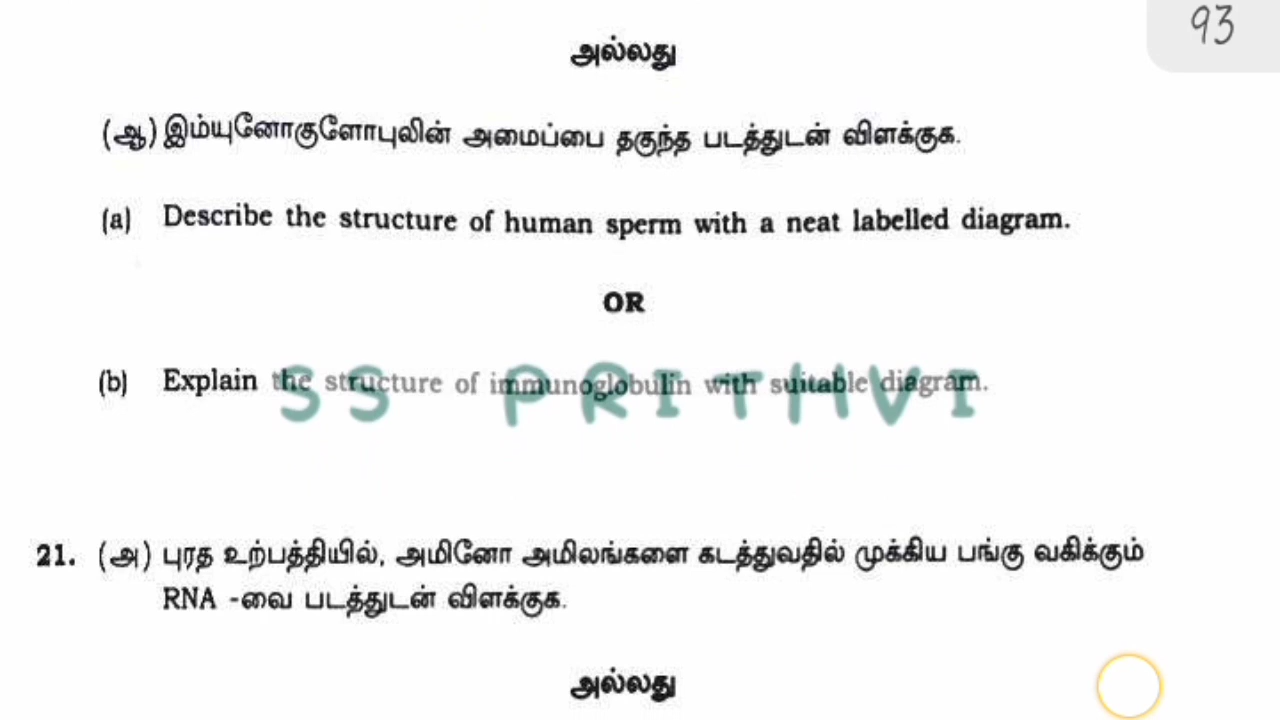 93
அல்லது
(ஆ) இம்யுனோகுளோபுலின் அமைப்பை தகுந்த படத்துடன் விளக்குக.
(a) Describe the structure of human sperm with a neat labelled diagram.
OR
(b) Explain the structure of immunoglobulin with suitable diagram.
SS PRITHVI
21. (அ) புரத உற்பத்தியில், அமினோ அமிலங்களை கடத்துவதில் முக்கிய பங்கு வகிக்கும்
RNA -வை படத்துடன் விளக்குக.
அல்லது